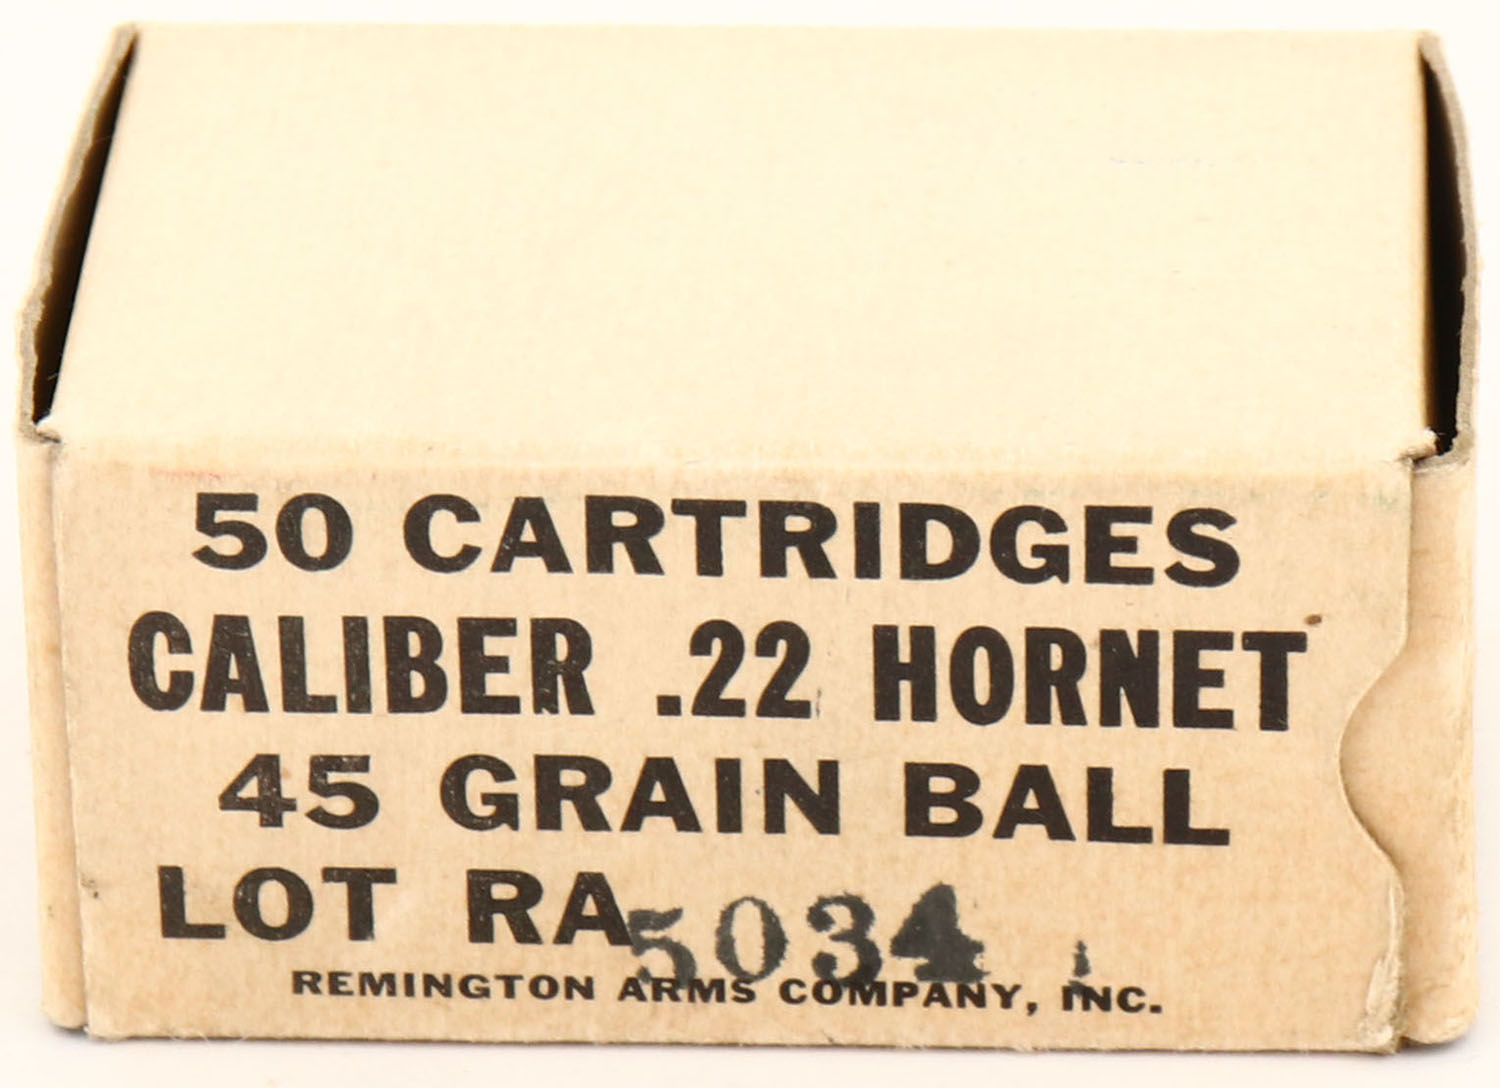 50 CARTRIDGES
CALIBER .22 HORNET
45 GRAIN BALL
LOT RA 5034
REMINGTON ARMS COMPANY, INC.